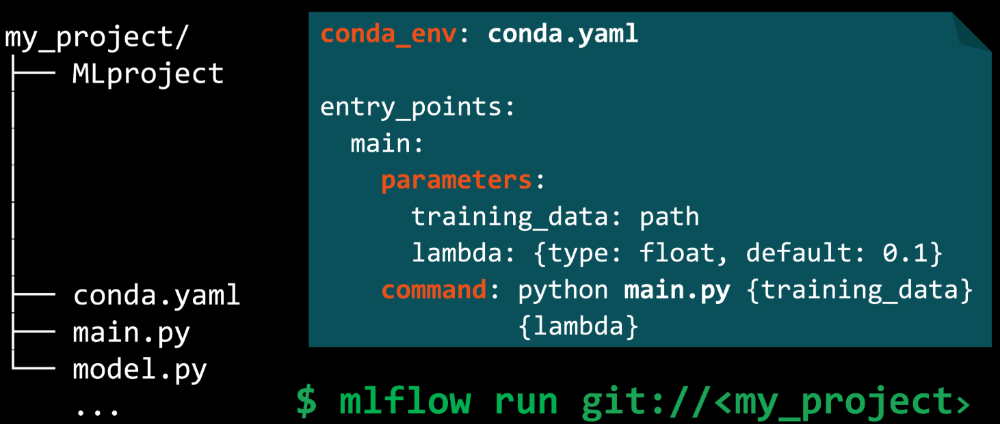 my_project/
MLproject
conda.yaml
main.py
model.py
...
conda_env: conda.yaml
entry_points:
main:
parameters:
training_data: path
lambda: {type: float, default: 0.1}
command: python main.py {training_data}
{lambda}
$ mlflow run git://<my_project>